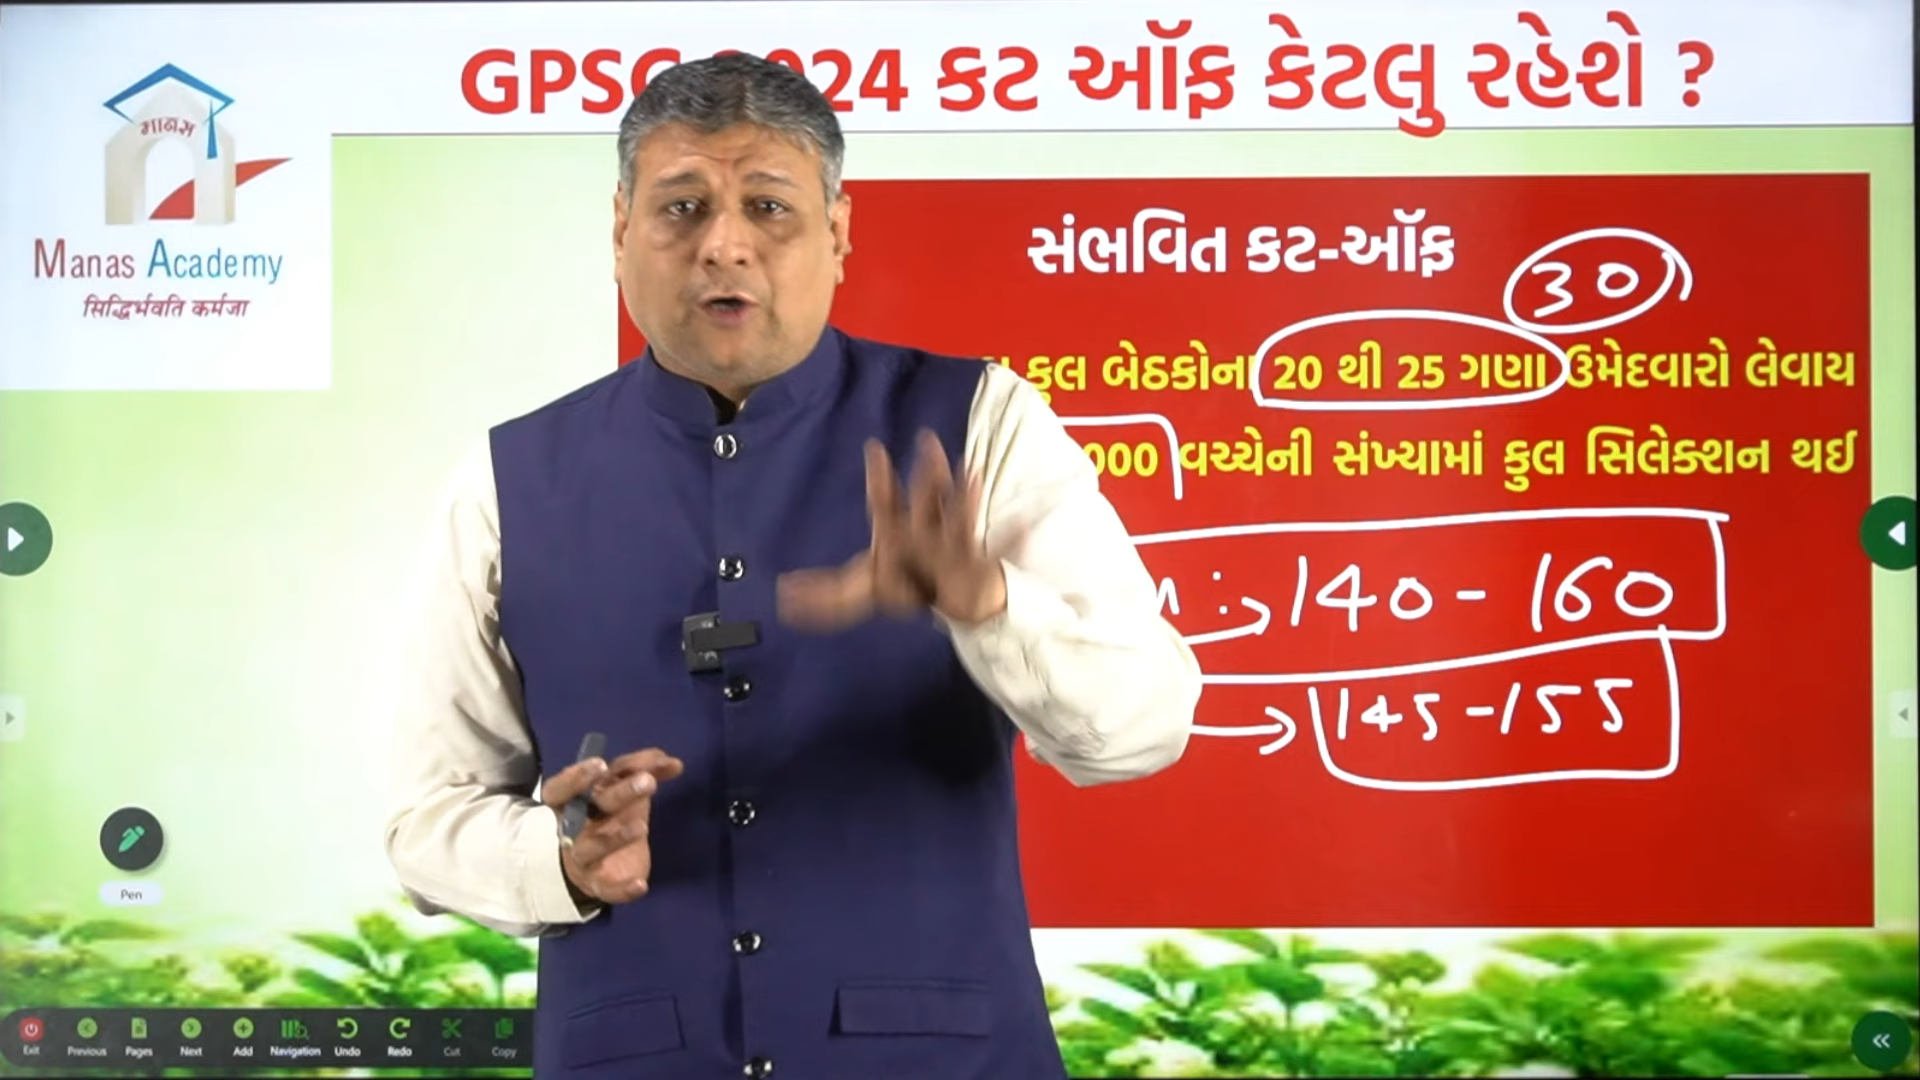 GPSC 2024 કટ ઑફ કેટલુ રહેશે ?
માનસ
Manas Academy
सिद्धिर्भवति कर्मजा
સંભવિત કટ-ઑફ
30
કુલ બેઠકોના 20 થી 25 ગણા ઉમેદવારો લેવાય
000 વચ્ચેની સંખ્યામાં કુલ સિલેક્શન થઈ
140 - 160
145 - 155
Pen
Exit Previous Pages Next Add Navigation Undo Redo Cut Copy